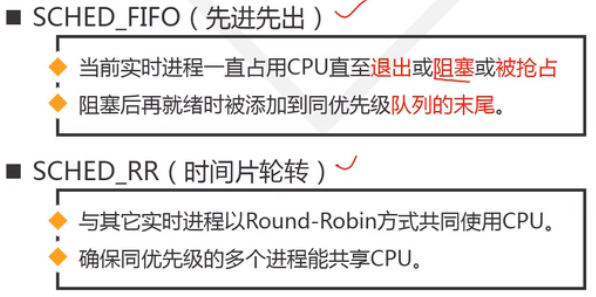 ■ SCHED_FIFO（先进先出）
◆ 当前实时进程一直占用CPU直至退出或阻塞或被抢占
◆ 阻塞后再就绪时被添加到同优先级队列的末尾。
■ SCHED_RR（时间片轮转）
◆ 与其它实时进程以Round-Robin方式共同使用CPU。
◆ 确保同优先级的多个进程能共享CPU。